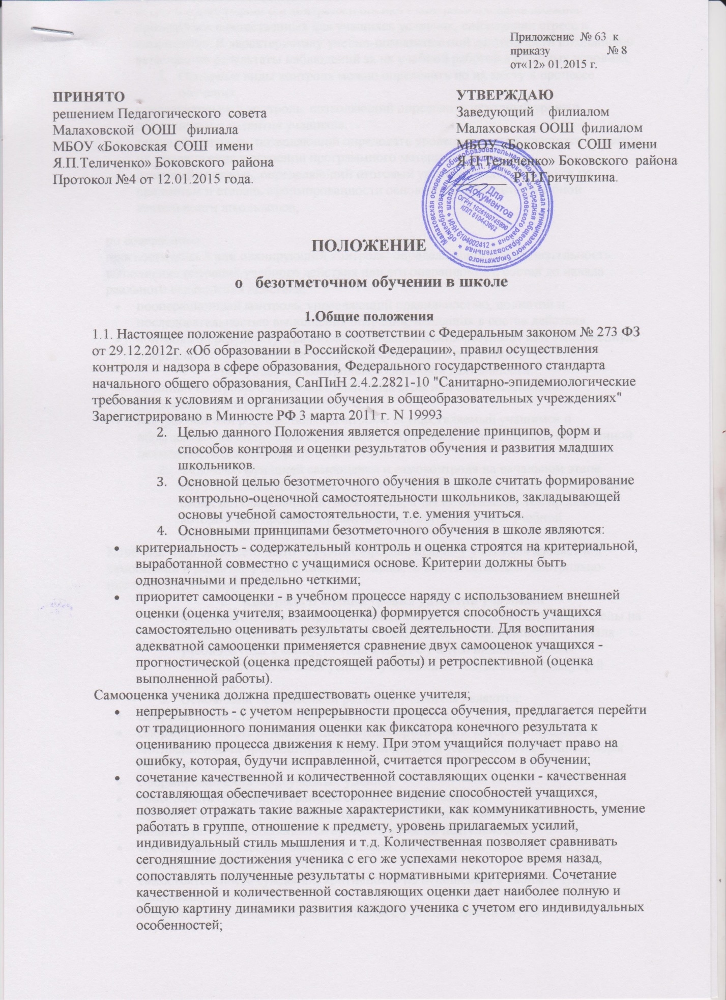 Приложение № 63 к
приказу № 8
от«12» 01.2015 г.
ПРИНЯТО
решением Педагогического совета
Малаховской ООШ филиала
МБОУ «Боковская СОШ имени
Я.П.Теличенко» Боковского района
Протокол №4 от 12.01.2015 года.
УТВЕРЖДАЮ
Заведующий филиалом
Малаховская ООШ филиалом
МБОУ «Боковская СОШ имени
Я.П.Теличенко» Боковского района
Р.П.Гричушкина.
Для
документов
ОГРН 1026100745890
КПП 610443002
ИНН 6104002412
ПОЛОЖЕНИЕ
о безотметочном обучении в школе
1.Общие положения
1.1. Настоящее положение разработано в соответствии с Федеральным законом № 273 ФЗ
от 29.12.2012г. «Об образовании в Российской Федерации», правил осуществления
контроля и надзора в сфере образования, Федерального государственного стандарта
начального общего образования, СанПиН 2.4.2.2821-10 "Санитарно-эпидемиологические
требования к условиям и организации обучения в общеобразовательных учреждениях"
Зарегистрировано в Минюсте РФ 3 марта 2011 г. N 19993
2. Целью данного Положения является определение принципов, форм и
способов контроля и оценки результатов обучения и развития младших
школьников.
3. Основной целью безотметочного обучения в школе считать формирование
контрольно-оценочной самостоятельности школьников, закладывающей
основы учебной самостоятельности, т.е. умения учиться.
4. Основными принципами безотметочного обучения в школе являются:
• критериальность - содержательный контроль и оценка строятся на критериальной,
выработанной совместно с учащимися основе. Критерии должны быть
однозначными и предельно четкими;
• приоритет самооценки - в учебном процессе наряду с использованием внешней
оценки (оценка учителя; взаимооценка) формируется способность учащихся
самостоятельно оценивать результаты своей деятельности. Для воспитания
адекватной самооценки применяется сравнение двух самооценок учащихся -
прогностической (оценка предстоящей работы) и ретроспективной (оценка
выполненной работы).
Самооценка ученика должна предшествовать оценке учителя;
• непрерывность - с учетом непрерывности процесса обучения, предлагается перейти
от традиционного понимания оценки как фиксатора конечного результата к
оцениванию процесса движения к нему. При этом учащийся получает право на
ошибку, которая, будучи исправленной, считается прогрессом в обучении;
• сочетание качественной и количественной составляющих оценки - качественная
составляющая обеспечивает всестороннее видение способностей учащихся,
позволяет отражать такие важные характеристики, как коммуникативность, умение
работать в группе, отношение к предмету, уровень прилагаемых усилий,
индивидуальный стиль мышления и т.д. Количественная позволяет сравнивать
сегодняшние достижения ученика с его же успехами некоторое время назад,
сопоставлять полученные результаты с нормативными критериями. Сочетание
качественной и количественной составляющих оценки дает наиболее полную и
общую картину динамики развития каждого ученика с учетом его индивидуальных
особенностей;